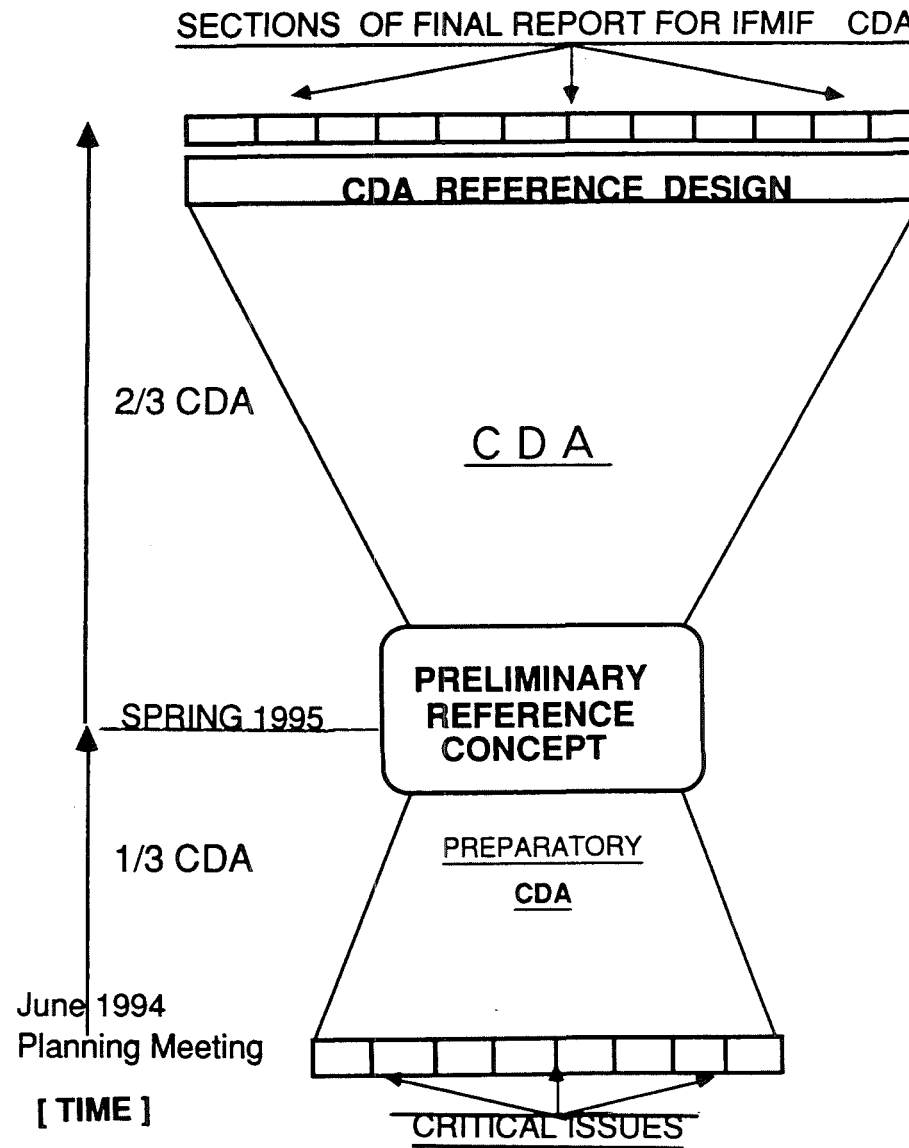 SECTIONS OF FINAL REPORT FOR IFMIF CDA
CDA REFERENCE DESIGN
2/3 CDA
CDA
PRELIMINARY
REFERENCE
CONCEPT
SPRING 1995
1/3 CDA
PREPARATORY
CDA
June 1994
Planning Meeting
[ TIME ]
CRITICAL ISSUES